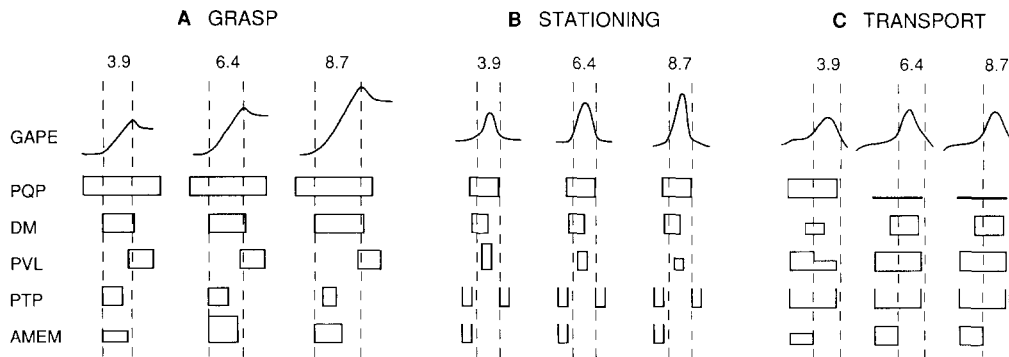 A GRASP B STATIONING C TRANSPORT
3.9 6.4 8.7 3.9 6.4 8.7 3.9 6.4 8.7
GAPE
PQP
DM
PVL
PTP
AMEM